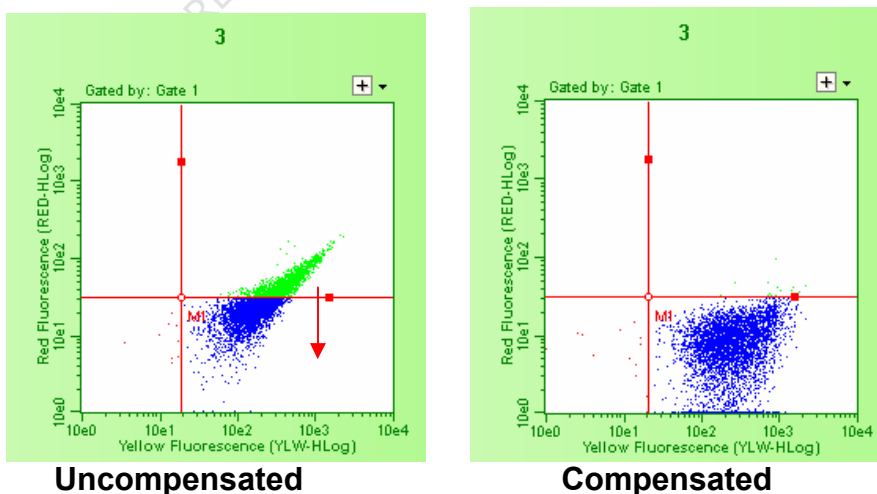 3
Gated by: Gate 1
+
10e4
10e3
10e2
10e1
10e0
Red Fluorescence (RED-HLog)
M1
10e0 10e1 10e2 10e3 10e4
Yellow Fluorescence (YLW-HLog)
Uncompensated
3
Gated by: Gate 1
+
10e4
10e3
10e2
10e1
10e0
Red Fluorescence (RED-HLog)
M1
10e0 10e1 10e2 10e3 10e4
Yellow Fluorescence (YLW-HLog)
Compensated